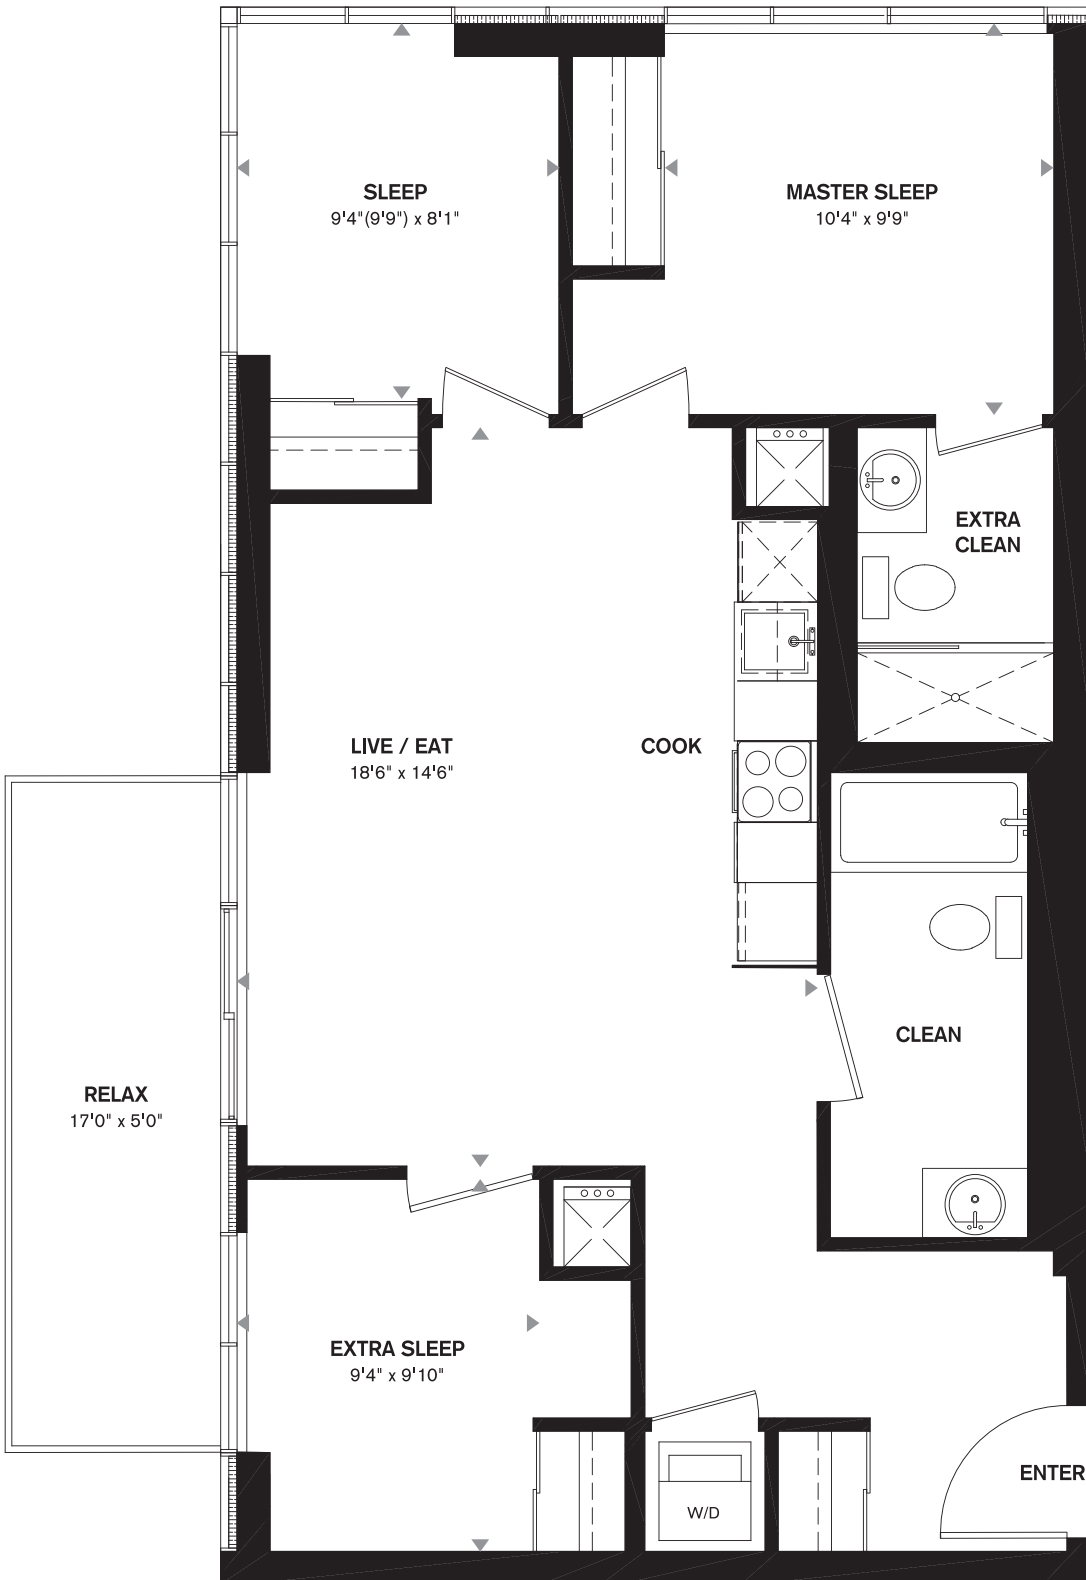 SLEEP
9'4"(9'9") x 8'1"
MASTER SLEEP
10'4" x 9'9"
EXTRA
CLEAN
LIVE / EAT
18'6" x 14'6"
COOK
CLEAN
RELAX
17'0" x 5'0"
EXTRA SLEEP
9'4" x 9'10"
ENTER
W/D